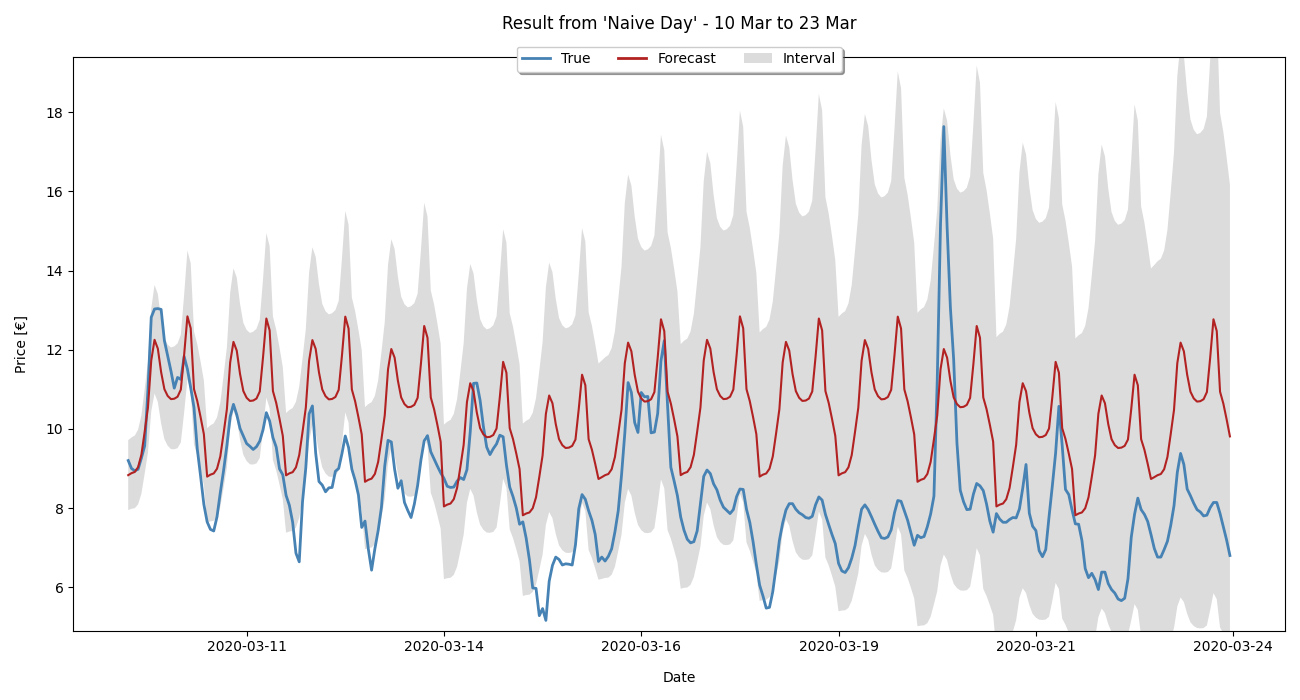 Result from 'Naive Day' - 10 Mar to 23 Mar
True Forecast Interval
Price [€]
18
16
14
12
10
8
6
2020-03-11 2020-03-14 2020-03-16 2020-03-19 2020-03-21 2020-03-24
Date